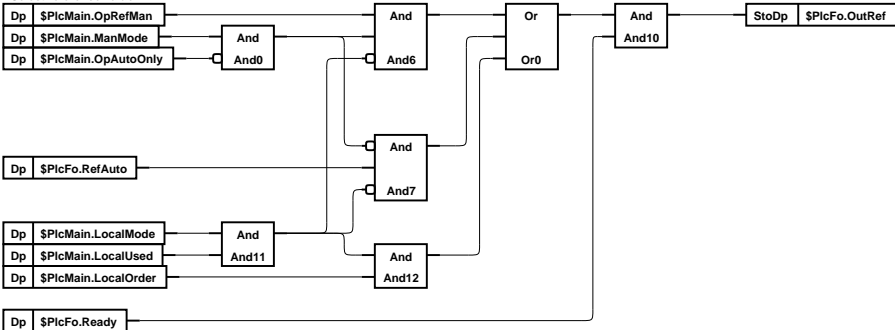 Dp $PlcMain.OpRefMan And Or And StoDp $PlcFo.OutRef
Dp $PlcMain.ManMode And And10
Dp $PlcMain.OpAutoOnly And0 And6 Or0
And
Dp $PlcFo.RefAuto
And7
Dp $PlcMain.LocalMode And
Dp $PlcMain.LocalUsed And11 And
Dp $PlcMain.LocalOrder And12
Dp $PlcFo.Ready